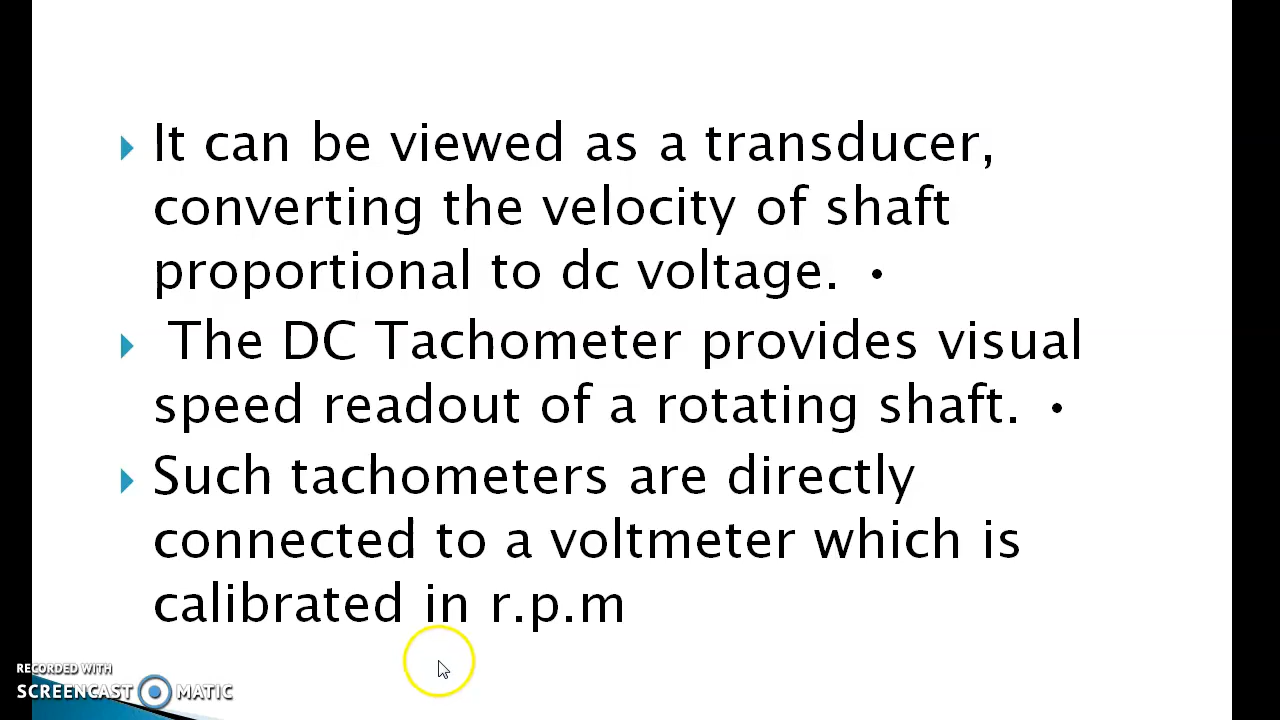 It can be viewed as a transducer,
converting the velocity of shaft
proportional to dc voltage. •
The DC Tachometer provides visual
speed readout of a rotating shaft. •
Such tachometers are directly
connected to a voltmeter which is
calibrated in r.p.m
RECORDED WITH
SCREENCAST MATIC